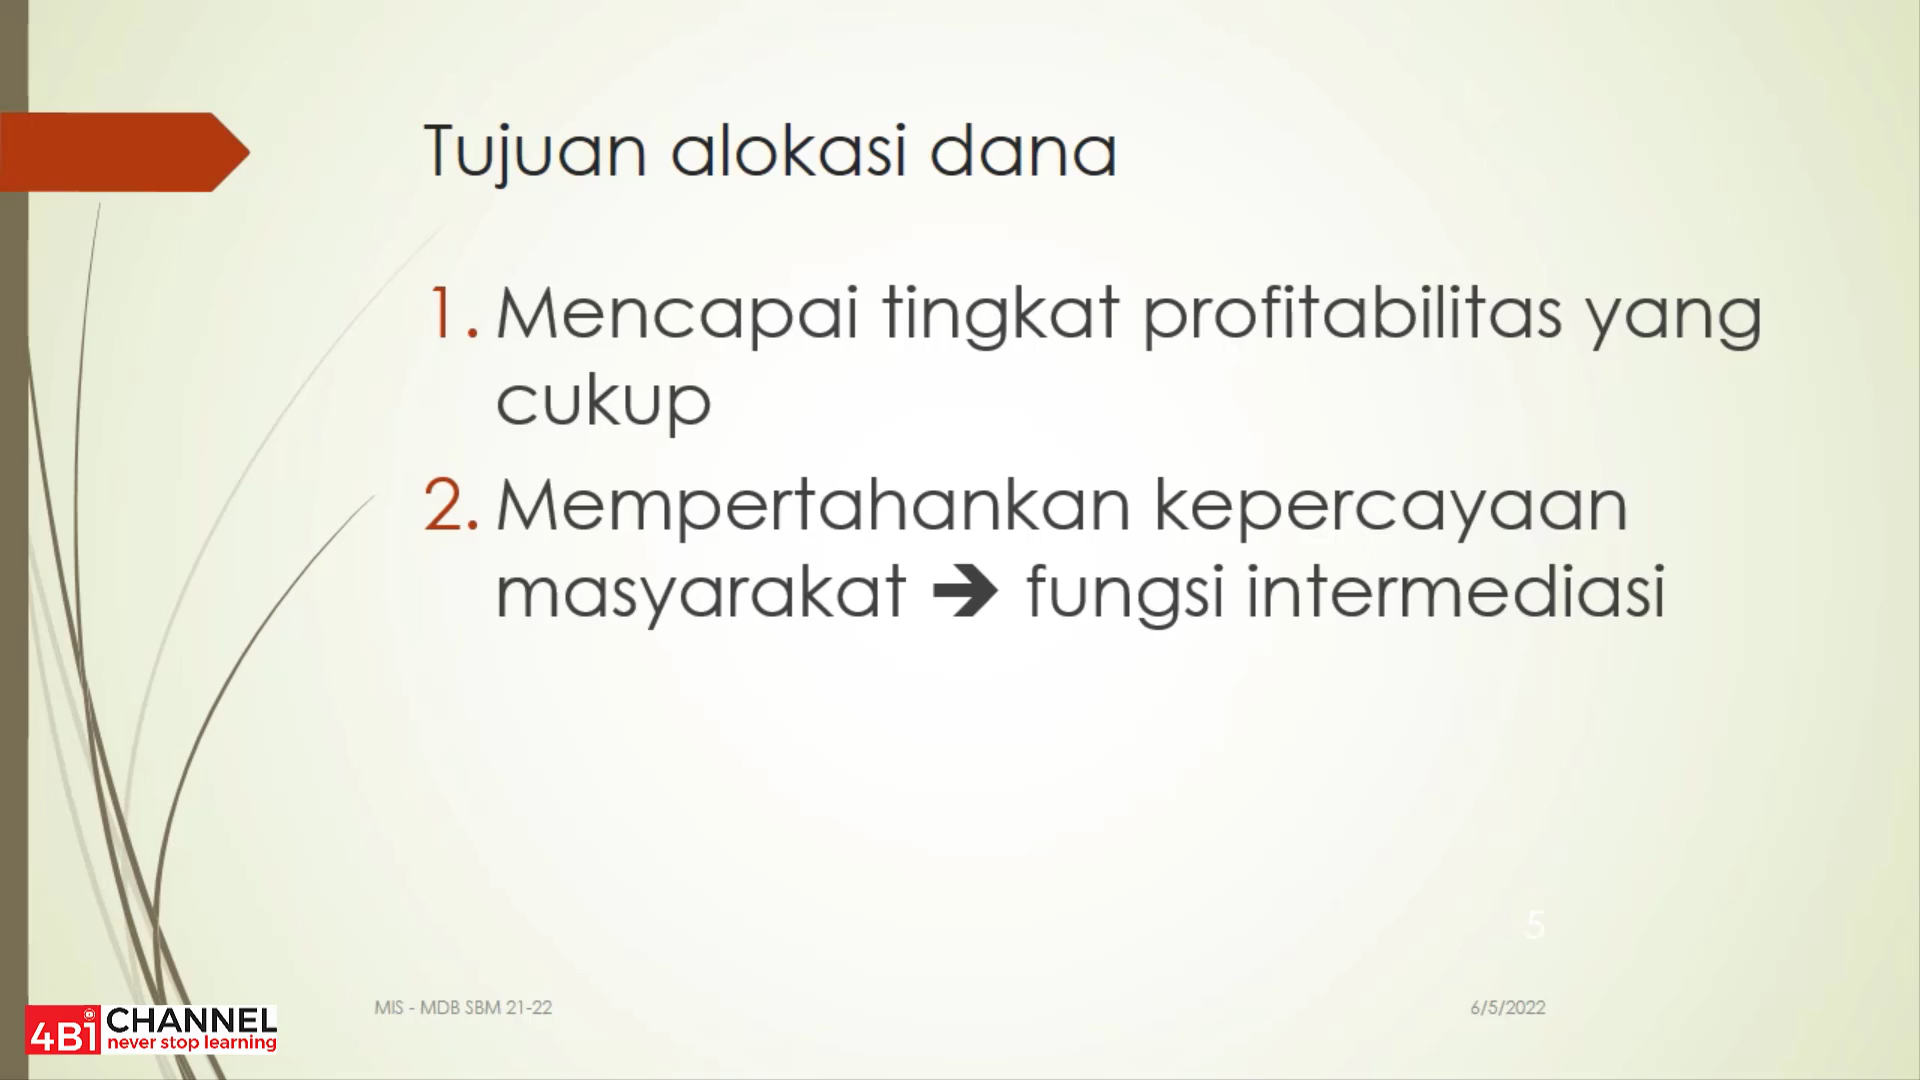 Tujuan alokasi dana
1. Mencapai tingkat profitabilitas yang
cukup
2. Mempertahankan kepercayaan
masyarakat ➔ fungsi intermediasi
5
MIS - MDB SBM 21-22
6/5/2022
4Bi CHANNEL
never stop learning